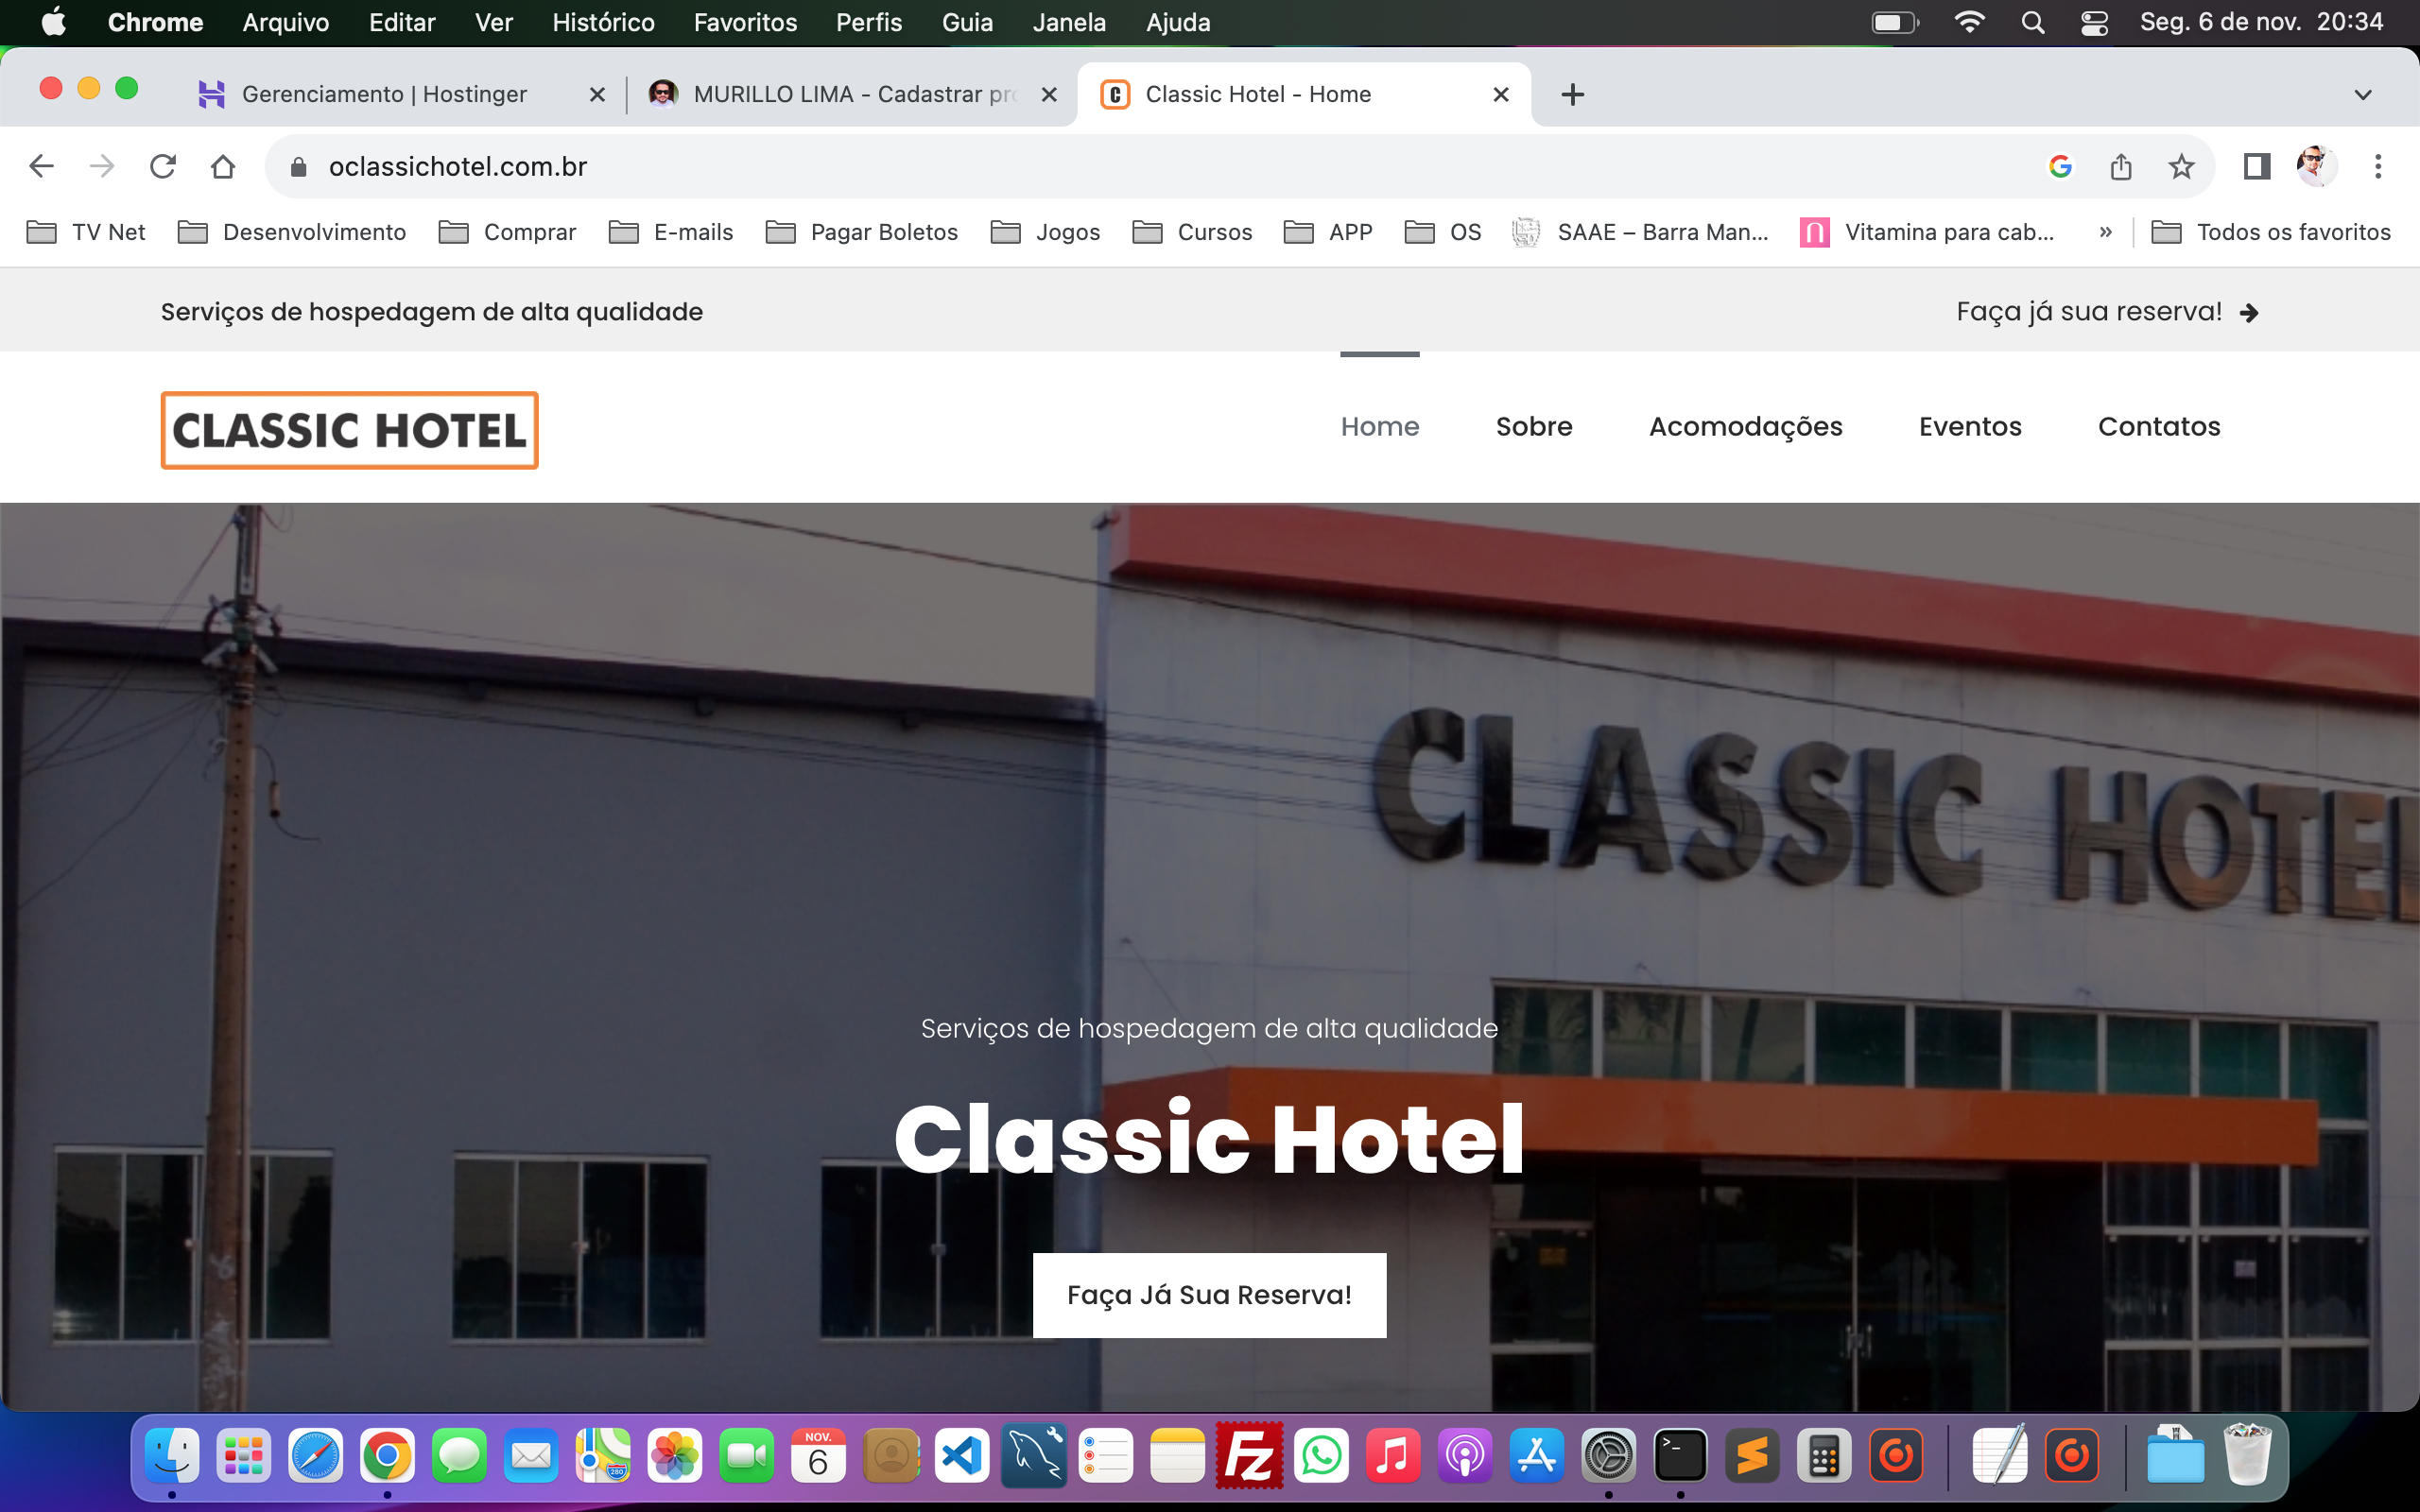 Chrome Arquivo Editar Ver Histórico Favoritos Perfis Guia Janela Ajuda Seg. 6 de nov. 20:34
Gerenciamento | Hostinger MURILLO LIMA - Cadastrar pr Classic Hotel - Home
oclassichotel.com.br
TV Net Desenvolvimento Comprar E-mails Pagar Boletos Jogos Cursos APP OS SAAE – Barra Man... Vitamina para cab... » Todos os favoritos
Serviços de hospedagem de alta qualidade Faça já sua reserva!
CLASSIC HOTEL Home Sobre Acomodações Eventos Contatos
CLASSIC HOTEL
Serviços de hospedagem de alta qualidade
Classic Hotel
Faça Já Sua Reserva!
NOV.
6
280
Fz